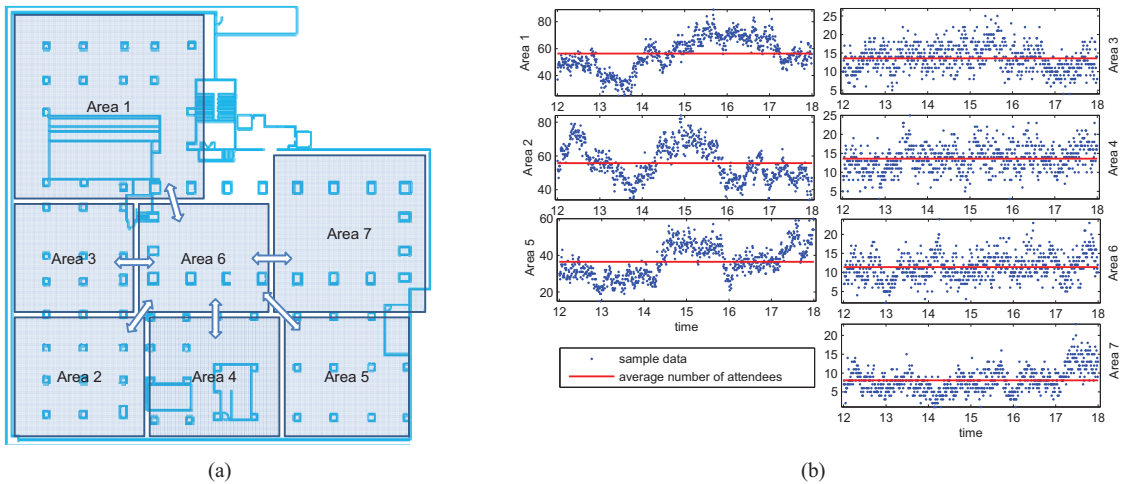 Area 1
Area 3
Area 6
Area 7
Area 2
Area 4
Area 5
(a)
80
60
40
12 13 14 15 16 17 18
Area 1
25
20
15
10
5
12 13 14 15 16 17 18
Area 3
80
60
40
12 13 14 15 16 17 18
Area 2
25
20
15
10
5
12 13 14 15 16 17 18
Area 4
60
40
20
12 13 14 15 16 17 18
time
Area 5
20
15
10
5
12 13 14 15 16 17 18
Area 6
sample data
average number of attendees
20
15
10
5
12 13 14 15 16 17 18
time
Area 7
(b)